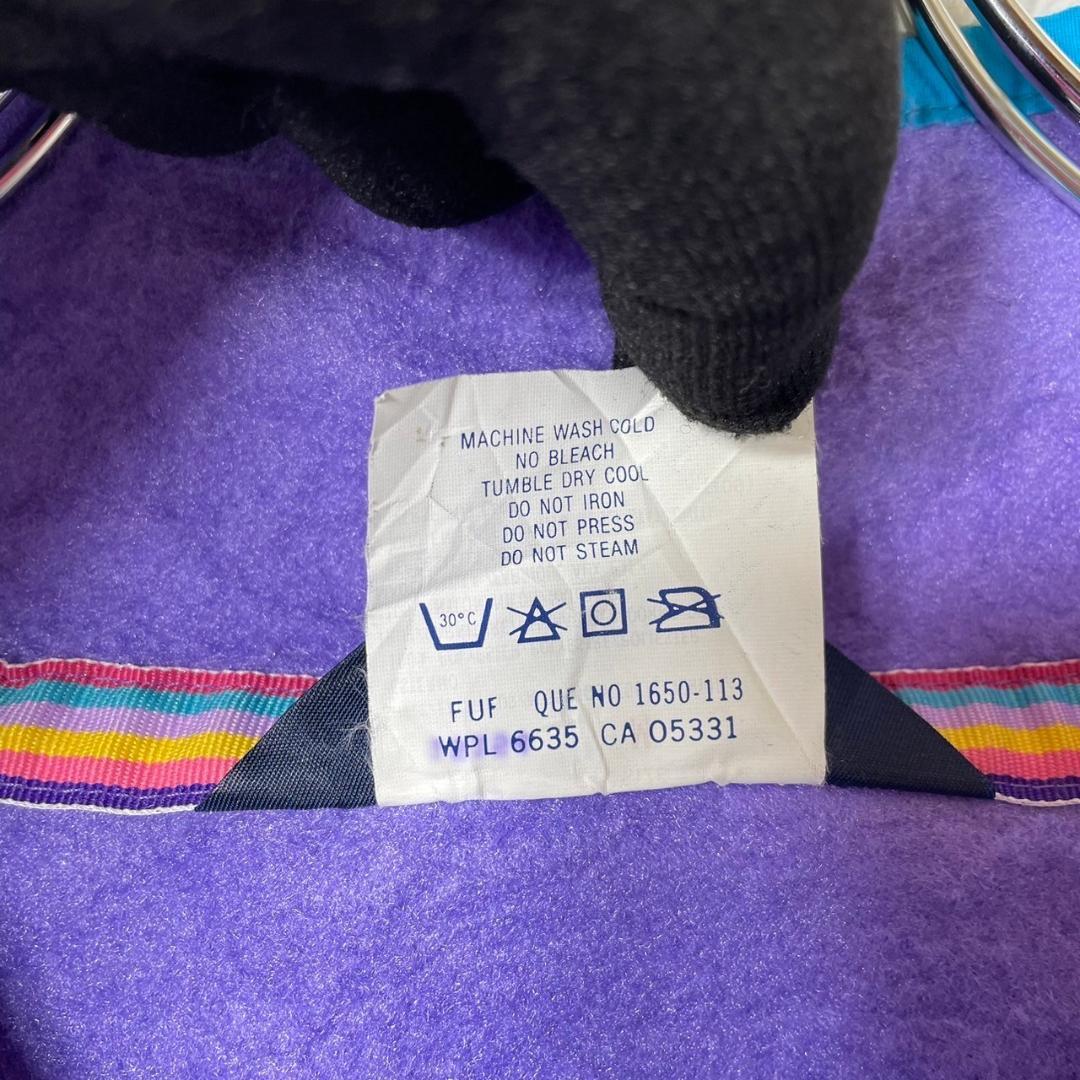 MACHINE WASH COLD
NO BLEACH
TUMBLE DRY COOL
DO NOT IRON
DO NOT PRESS
DO NOT STEAM
30°C
FUF QUE NO 1650-113
WPL 6635 CA 05331